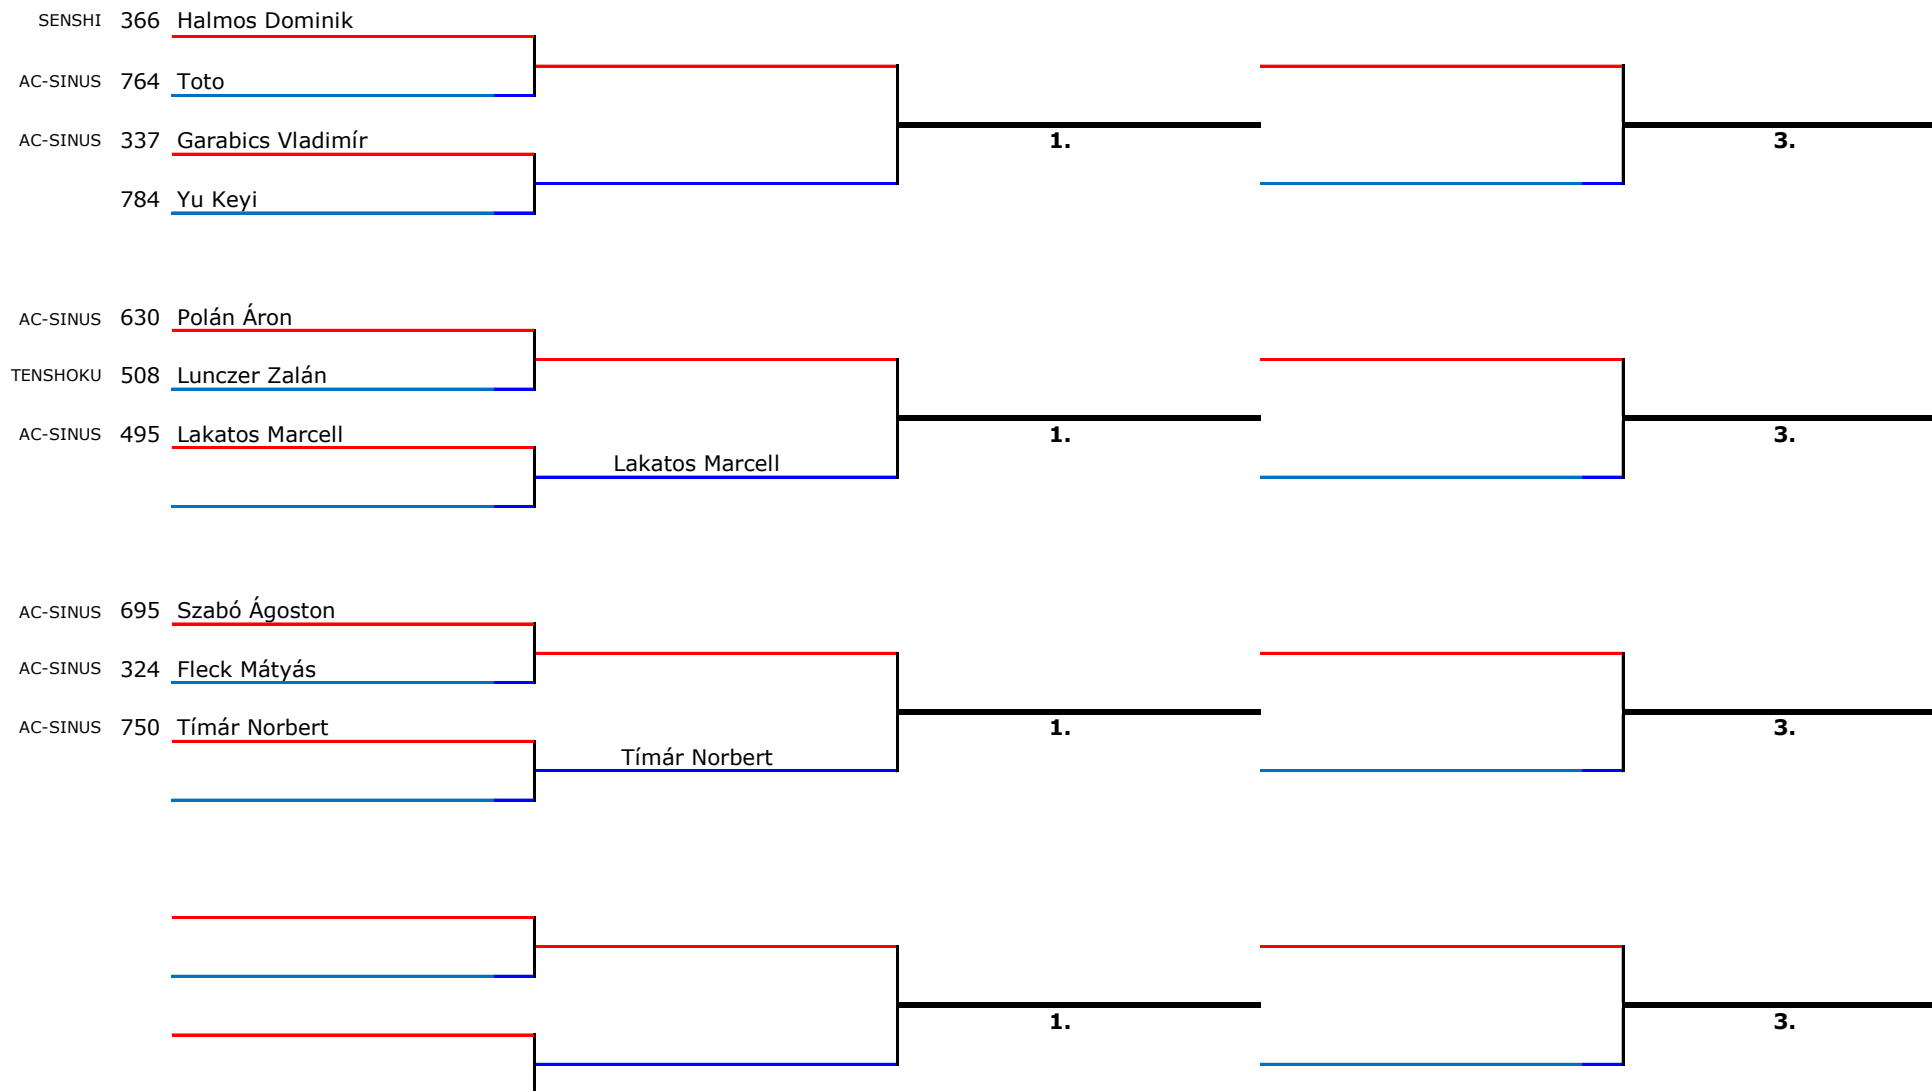 SENSHI 366 Halmos Dominik
AC-SINUS 764 Toto
1. 3.
AC-SINUS 337 Garabics Vladimír
784 Yu Keyi
AC-SINUS 630 Polán Áron
TENSHOKU 508 Lunczer Zalán
AC-SINUS 495 Lakatos Marcell 1. 3.
Lakatos Marcell
AC-SINUS 695 Szabó Ágoston
AC-SINUS 324 Fleck Mátyás
AC-SINUS 750 Tímár Norbert 1. 3.
Tímár Norbert
1. 3.